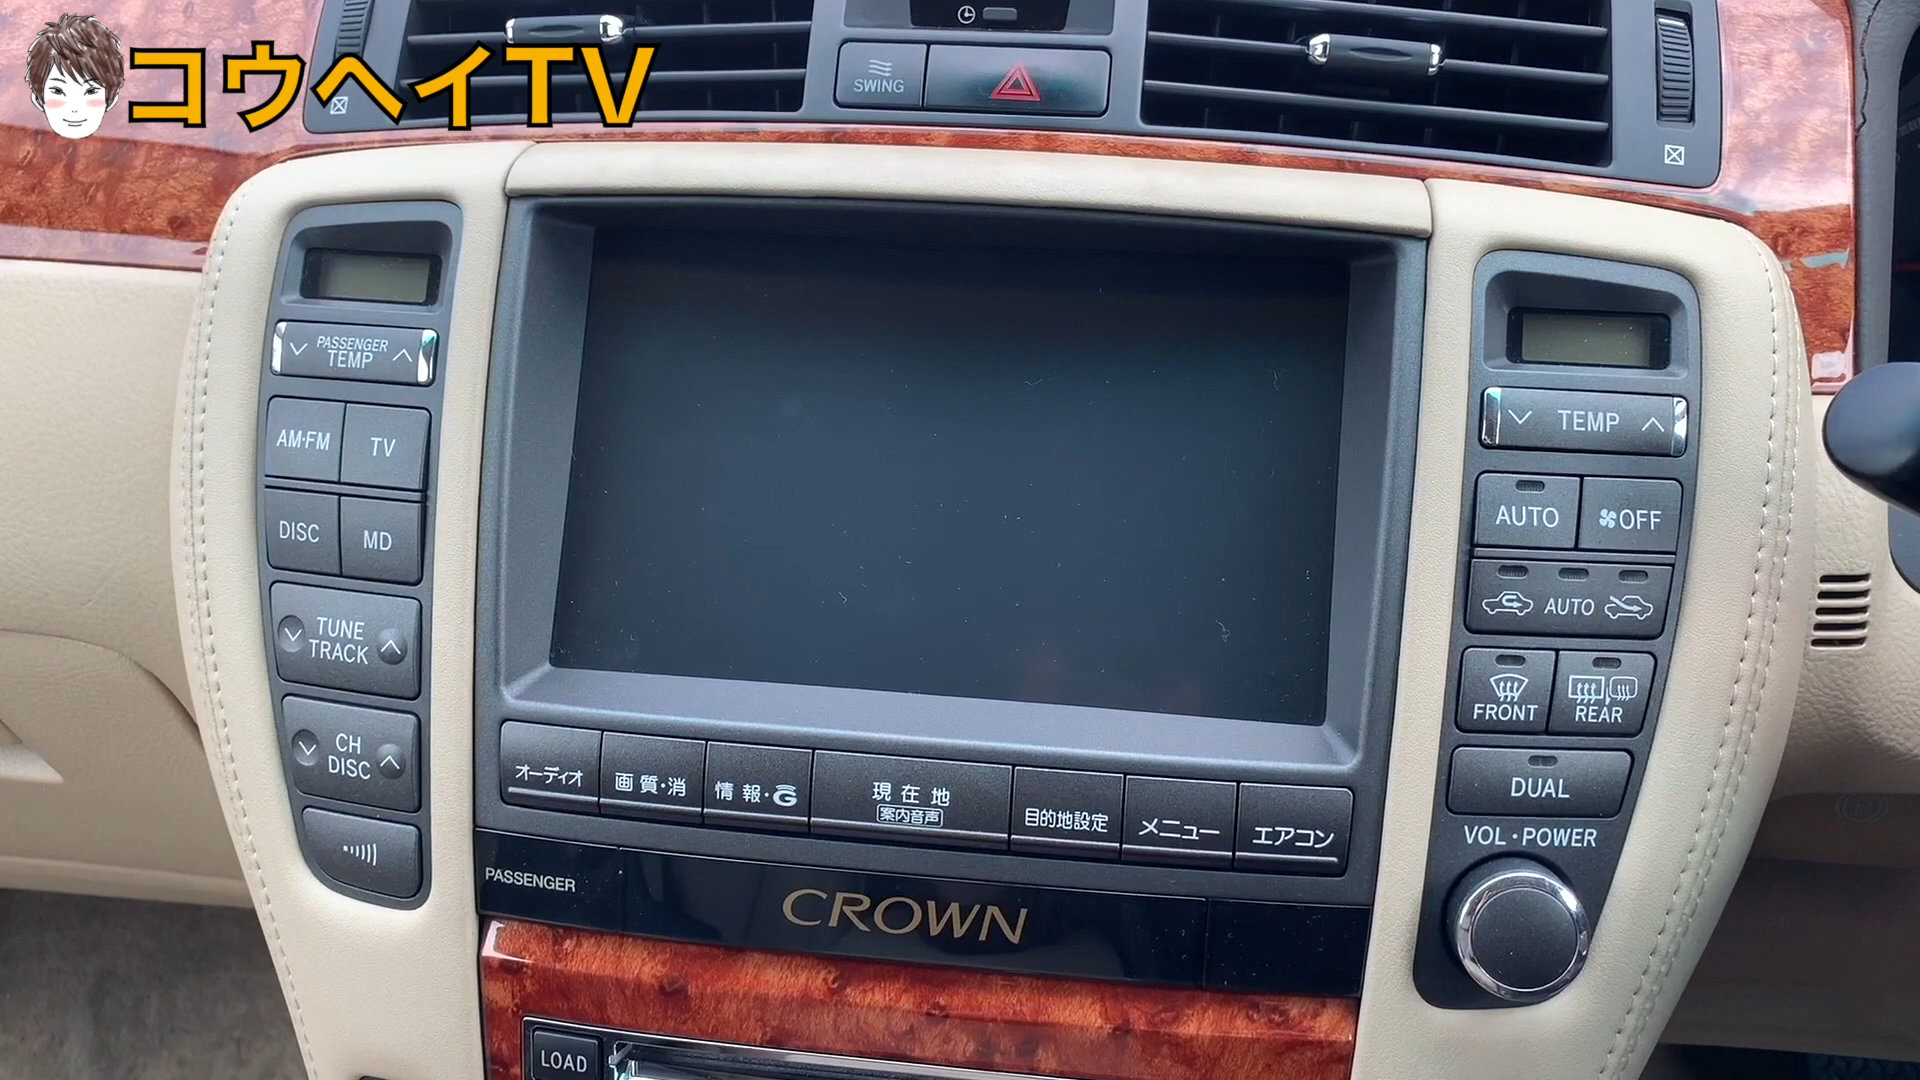 コウヘイTV
SWING
PASSENGER
TEMP
AM·FM
TV
DISC
MD
TUNE
TRACK
CH
DISC
TEMP
AUTO
OFF
AUTO
FRONT
REAR
DUAL
VOL・POWER
オーディオ
画質・消
情報・G
現在地
案内音声
目的地設定
メニュー
エアコン
PASSENGER
CROWN
LOAD